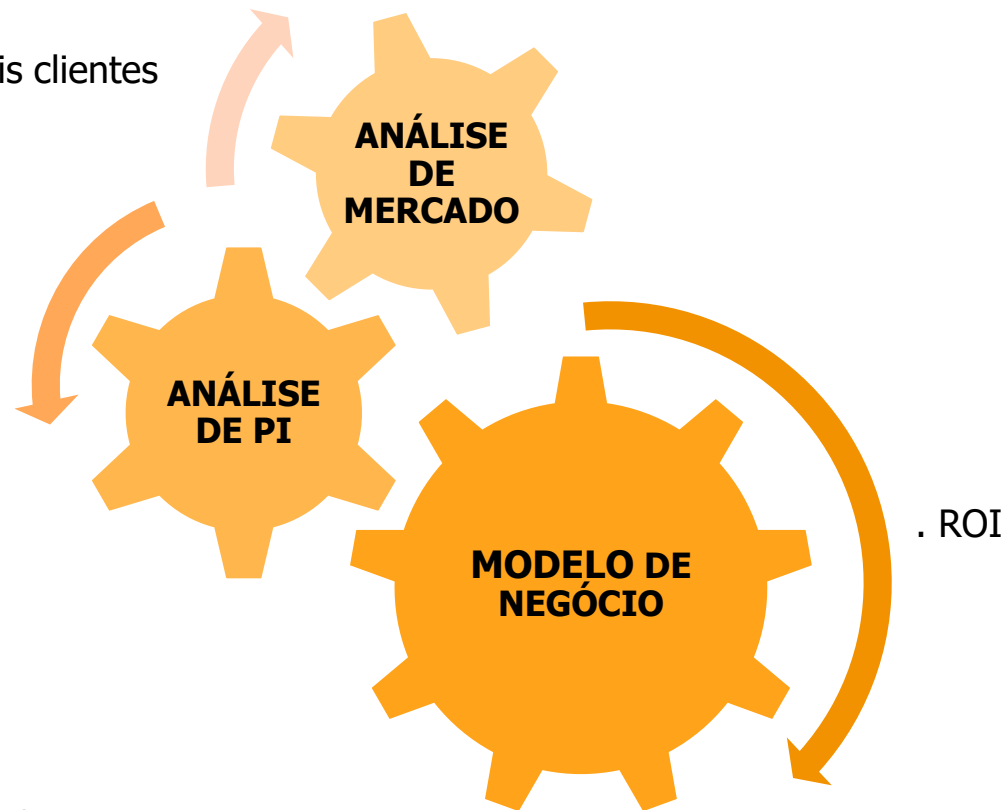 is clientes
ANÁLISE
DE
MERCADO
ANÁLISE
DE PI
. ROI
MODELO DE
NEGÓCIO